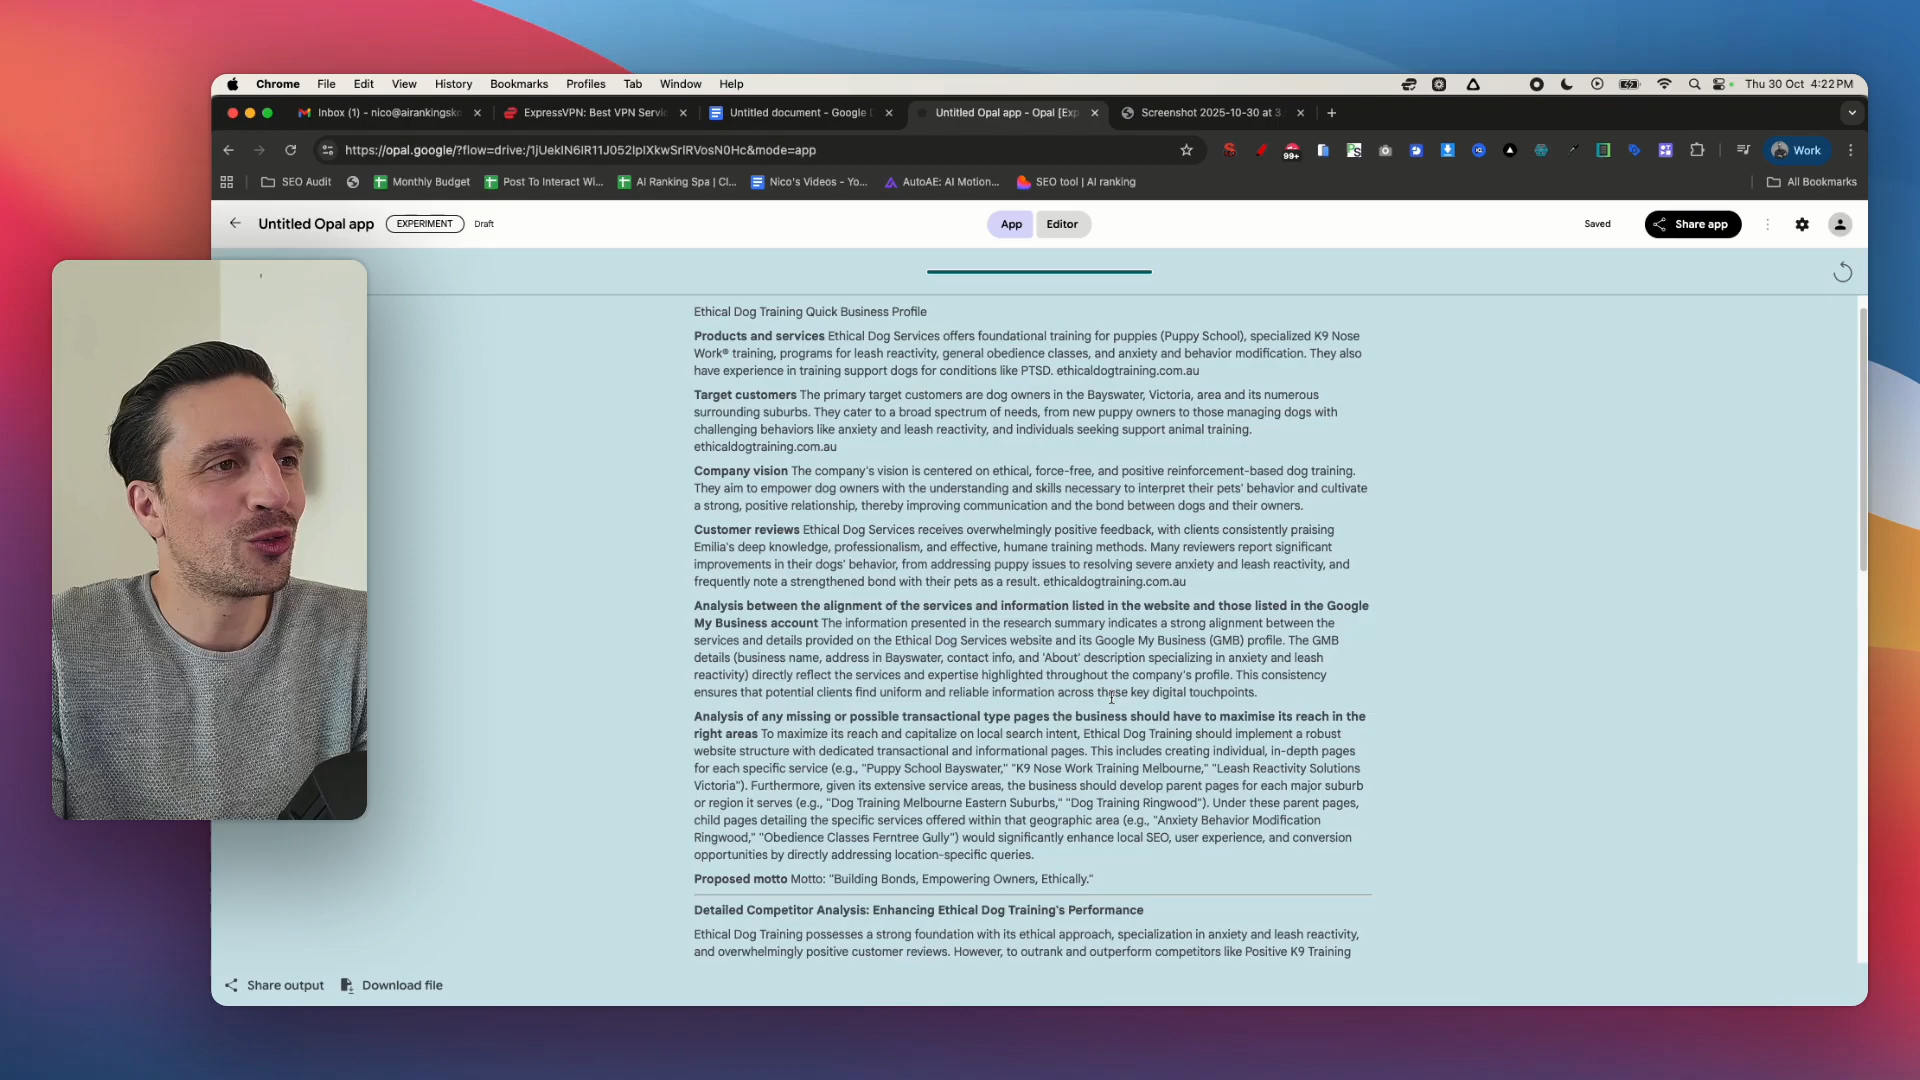 Chrome File Edit View History Bookmarks Profiles Tab Window Help Thu 30 Oct 4:22 PM
Inbox (1) - nico@airankingsk ExpressVPN: Best VPN Servic Untitled document - Google D Untitled Opal app - Opal [Exp Screenshot 2025-10-30 at 3.
https://opal.google/?flow=drive:/1jUekIN6IR11J052IpIXkwSrIRVosN0Hc&mode=app 99+ Work
SEO Audit Monthly Budget Post To Interact Wi... AI Ranking Spa | Cl... Nico's Videos - Yo... AutoAE: AI Motion... SEO tool | AI ranking All Bookmarks
Untitled Opal app EXPERIMENT Draft App Editor Saved Share app
Ethical Dog Training Quick Business Profile
Products and services Ethical Dog Services offers foundational training for puppies (Puppy School), specialized K9 Nose
Work® training, programs for leash reactivity, general obedience classes, and anxiety and behavior modification. They also
have experience in training support dogs for conditions like PTSD. ethicaldogtraining.com.au
Target customers The primary target customers are dog owners in the Bayswater, Victoria, area and its numerous
surrounding suburbs. They cater to a broad spectrum of needs, from new puppy owners to those managing dogs with
challenging behaviors like anxiety and leash reactivity, and individuals seeking support animal training.
ethicaldogtraining.com.au
Company vision The company's vision is centered on ethical, force-free, and positive reinforcement-based dog training.
They aim to empower dog owners with the understanding and skills necessary to interpret their pets' behavior and cultivate
a strong, positive relationship, thereby improving communication and the bond between dogs and their owners.
Customer reviews Ethical Dog Services receives overwhelmingly positive feedback, with clients consistently praising
Emilia's deep knowledge, professionalism, and effective, humane training methods. Many reviewers report significant
improvements in their dogs' behavior, from addressing puppy issues to resolving severe anxiety and leash reactivity, and
frequently note a strengthened bond with their pets as a result. ethicaldogtraining.com.au
Analysis between the alignment of the services and information listed in the website and those listed in the Google
My Business account The information presented in the research summary indicates a strong alignment between the
services and details provided on the Ethical Dog Services website and its Google My Business (GMB) profile. The GMB
details (business name, address in Bayswater, contact info, and 'About' description specializing in anxiety and leash
reactivity) directly reflect the services and expertise highlighted throughout the company's profile. This consistency
ensures that potential clients find uniform and reliable information across these key digital touchpoints.
Analysis of any missing or possible transactional type pages the business should have to maximise its reach in the
right areas To maximize its reach and capitalize on local search intent, Ethical Dog Training should implement a robust
website structure with dedicated transactional and informational pages. This includes creating individual, in-depth pages
for each specific service (e.g., "Puppy School Bayswater," "K9 Nose Work Training Melbourne," "Leash Reactivity Solutions
Victoria"). Furthermore, given its extensive service areas, the business should develop parent pages for each major suburb
or region it serves (e.g., "Dog Training Melbourne Eastern Suburbs," "Dog Training Ringwood"). Under these parent pages,
child pages detailing the specific services offered within that geographic area (e.g., "Anxiety Behavior Modification
Ringwood," "Obedience Classes Ferntree Gully") would significantly enhance local SEO, user experience, and conversion
opportunities by directly addressing location-specific queries.
Proposed motto Motto: "Building Bonds, Empowering Owners, Ethically."
Detailed Competitor Analysis: Enhancing Ethical Dog Training's Performance
Ethical Dog Training possesses a strong foundation with its ethical approach, specialization in anxiety and leash reactivity,
and overwhelmingly positive customer reviews. However, to outrank and outperform competitors like Positive K9 Training
Share output Download file